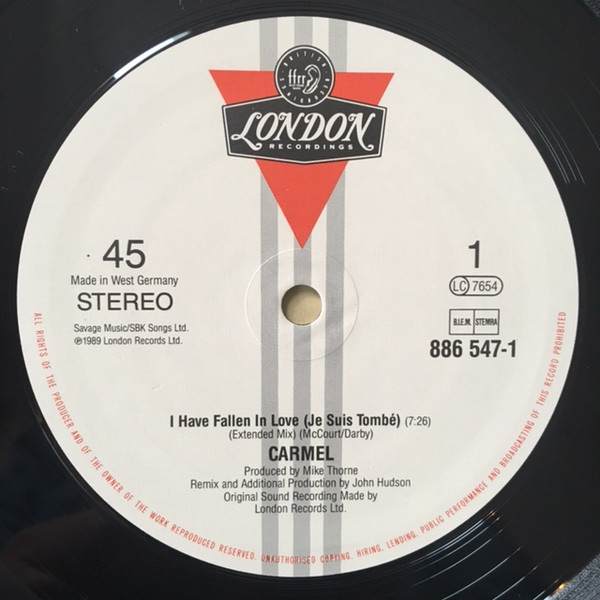 BRITISH
ffrr
RECORDINGS
LONDON
RECORDINGS
45
1
Made in West Germany
STEREO
LC 7654
Savage Music/SBK Songs Ltd.
℗1989 London Records Ltd.
B.I.E.M. STEMRA
886 547-1
I Have Fallen In Love (Je Suis Tombé) (7:26)
(Extended Mix) (McCourt/Darby)
CARMEL
Produced by Mike Thorne
Remix and Additional Production by John Hudson
Original Sound Recording Made by
London Records Ltd.
ALL RIGHTS OF THE PRODUCER AND OF THE OWNER OF THE WORK REPRODUCED RESERVED. UNAUTHORISED COPYING, HIRING, LENDING, PUBLIC PERFORMANCE AND BROADCASTING OF THIS RECORD PROHIBITED